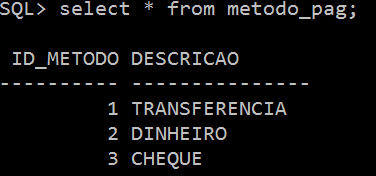 SQL> select * from metodo_pag;
ID_METODO DESCRICAO
---------- ---------------
1 TRANSFERENCIA
2 DINHEIRO
3 CHEQUE